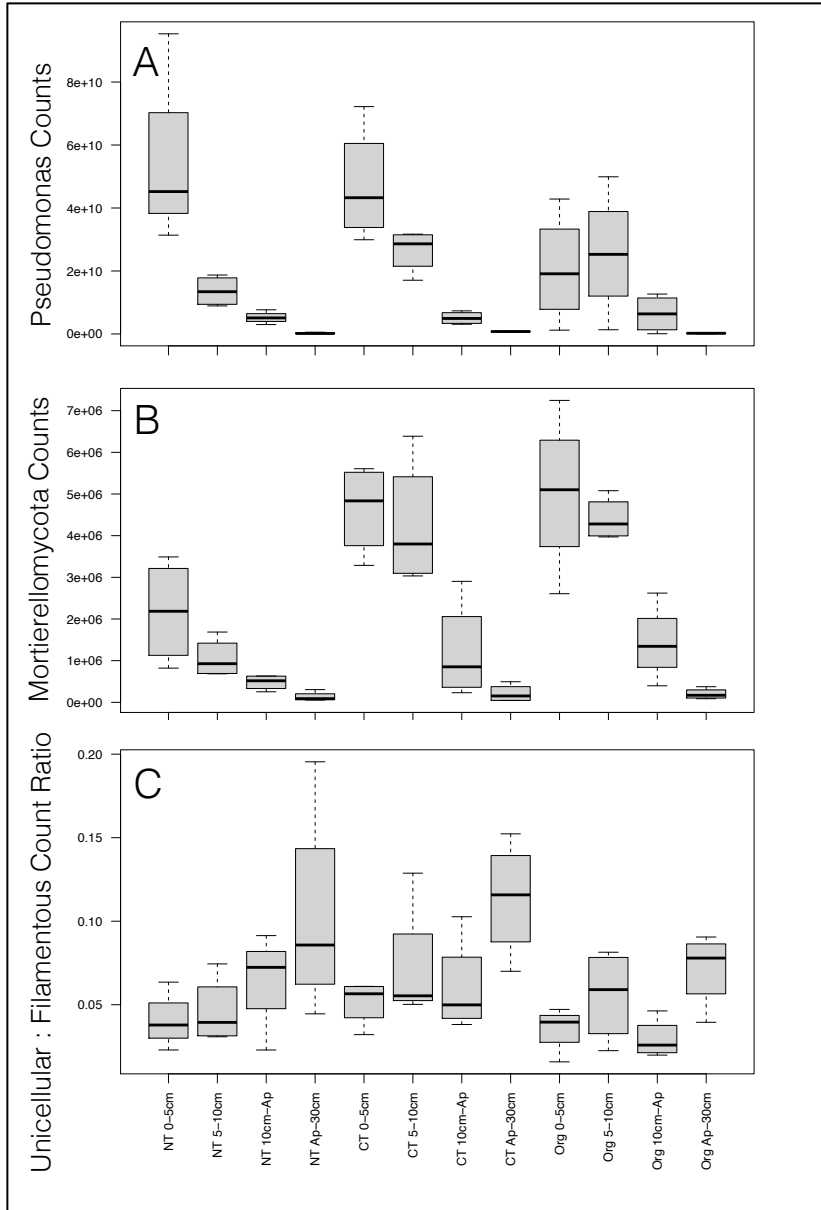 A
Pseudomonas Counts
8e+10
6e+10
4e+10
2e+10
0e+00
B
Mortierellomycota Counts
7e+06
6e+06
5e+06
4e+06
3e+06
2e+06
1e+06
0e+00
C
Unicellular : Filamentous Count Ratio
0.20
0.15
0.10
0.05
NT 0–5cm
NT 5–10cm
NT 10cm–Ap
NT Ap–30cm
CT 0–5cm
CT 5–10cm
CT 10cm–Ap
CT Ap–30cm
Org 0–5cm
Org 5–10cm
Org 10cm–Ap
Org Ap–30cm